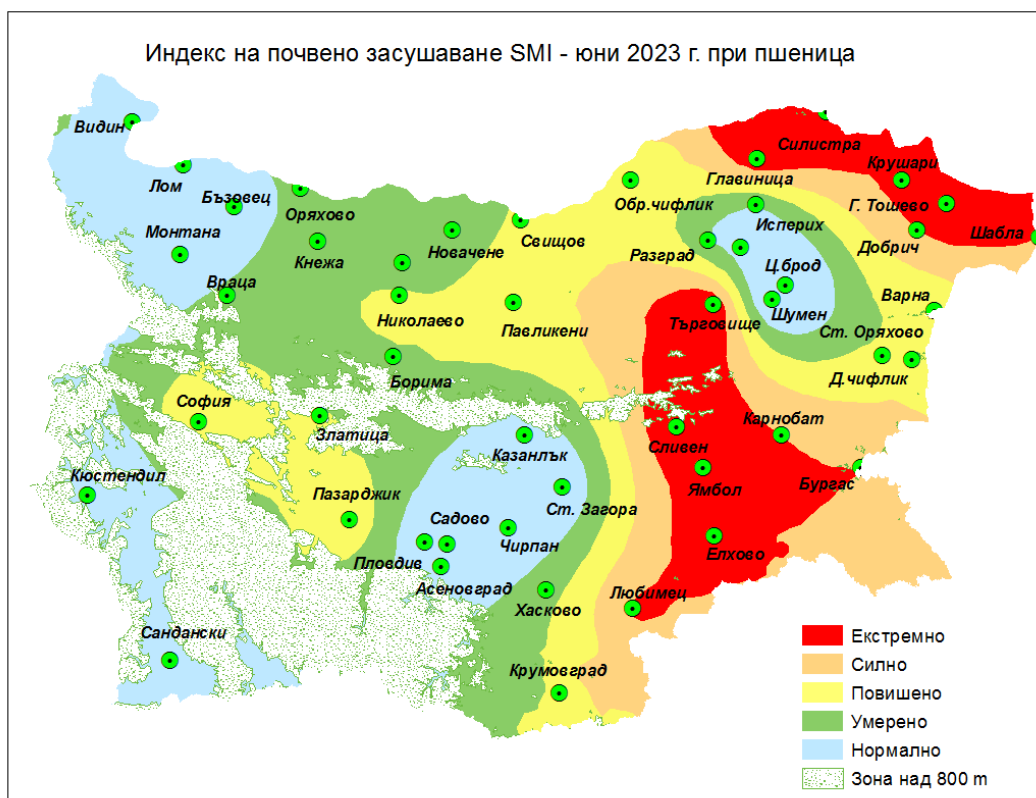 Индекс на почвено засушаване SMI - юни 2023 г. при пшеница
Видин
Силистра
Лом
Крушари
Главиница
Бъзовец
Оряхово
Обр.чифлик
Исперих
Г. Тошево
Монтана
Кнежа
Новачене
Свищов
Разград
Добрич
Шабла
Ц.брод
Враца
Николаево
Павликени
Търговище
Шумен
Варна
Ст. Оряхово
Борима
Д.чифлик
София
Златица
Казанлък
Сливен
Карнобат
Кюстендил
Пазарджик
Садово
Ст. Загора
Ямбол
Бургас
Чирпан
Пловдив
Асеновград
Елхово
Хасково
Любимец
Сандански
Крумовград
Екстремно
Силно
Повишено
Умерено
Нормално
Зона над 800 m